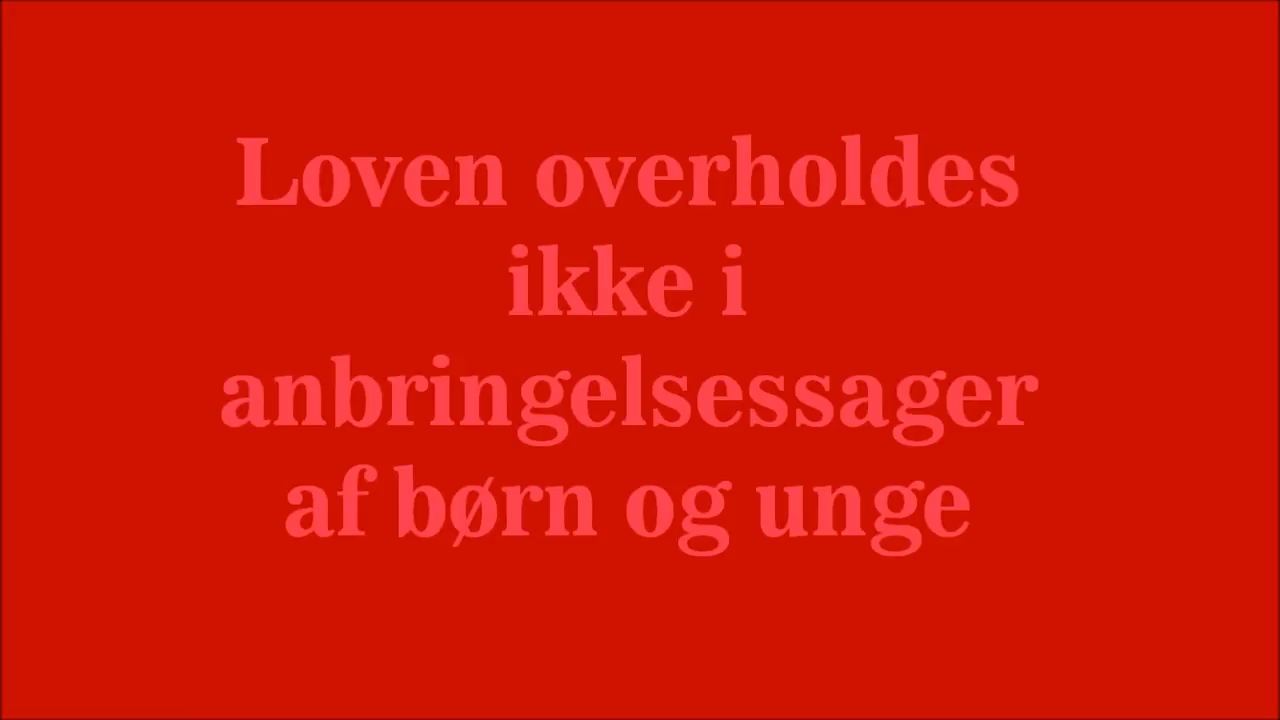 Loven overholdes
ikke i
anbringelsessager
af børn og unge